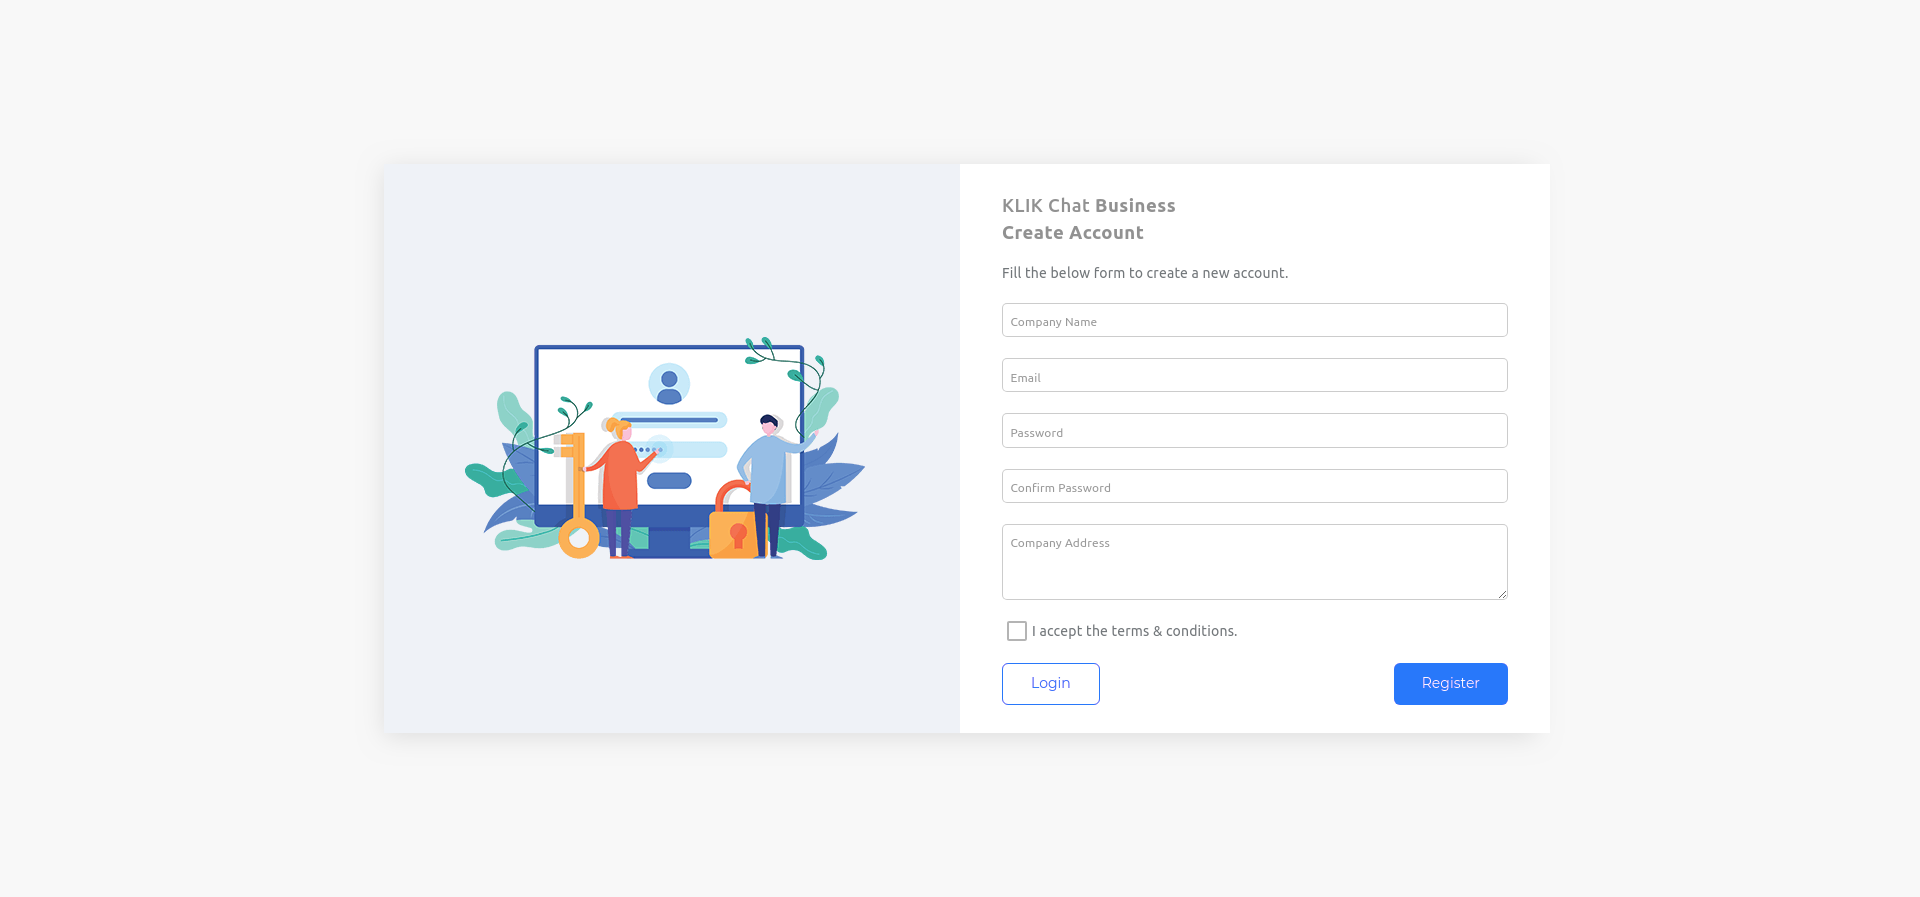 KLIK Chat Business
Create Account
Fill the below form to create a new account.
Company Name
Email
Password
Confirm Password
Company Address
I accept the terms & conditions.
Login
Register